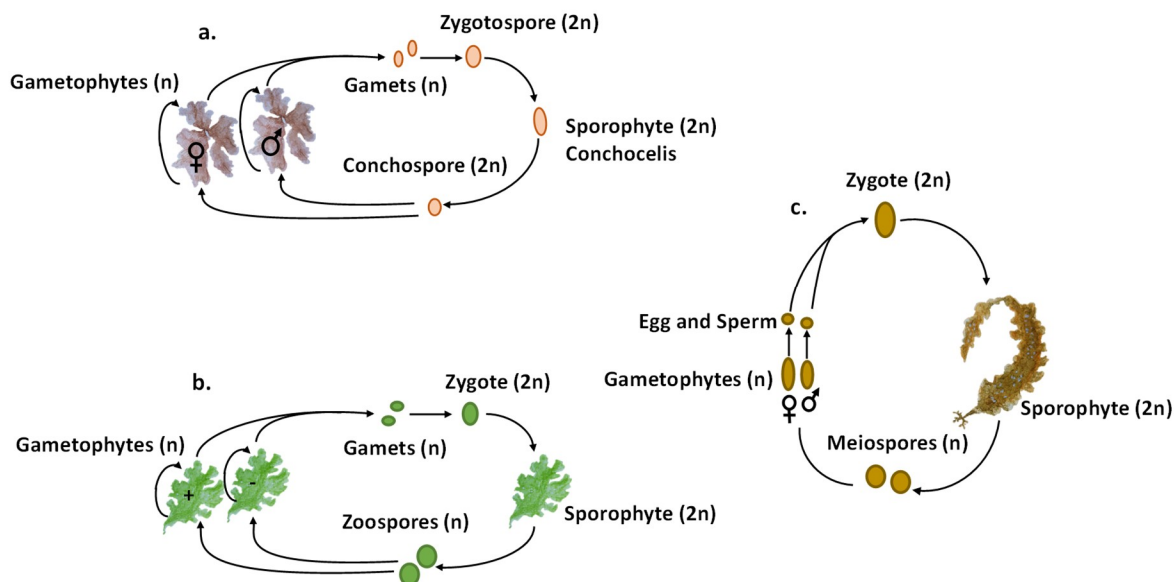 a.
Zygotospore (2n)
Gametophytes (n)
Gamets (n)
♀
♂
Sporophyte (2n)
Conchocelis
Conchospore (2n)
b.
Zygote (2n)
Gametophytes (n)
Gamets (n)
+
-
Zoospores (n)
Sporophyte (2n)
c.
Zygote (2n)
Egg and Sperm
Gametophytes (n)
♀ ♂
Sporophyte (2n)
Meiospores (n)